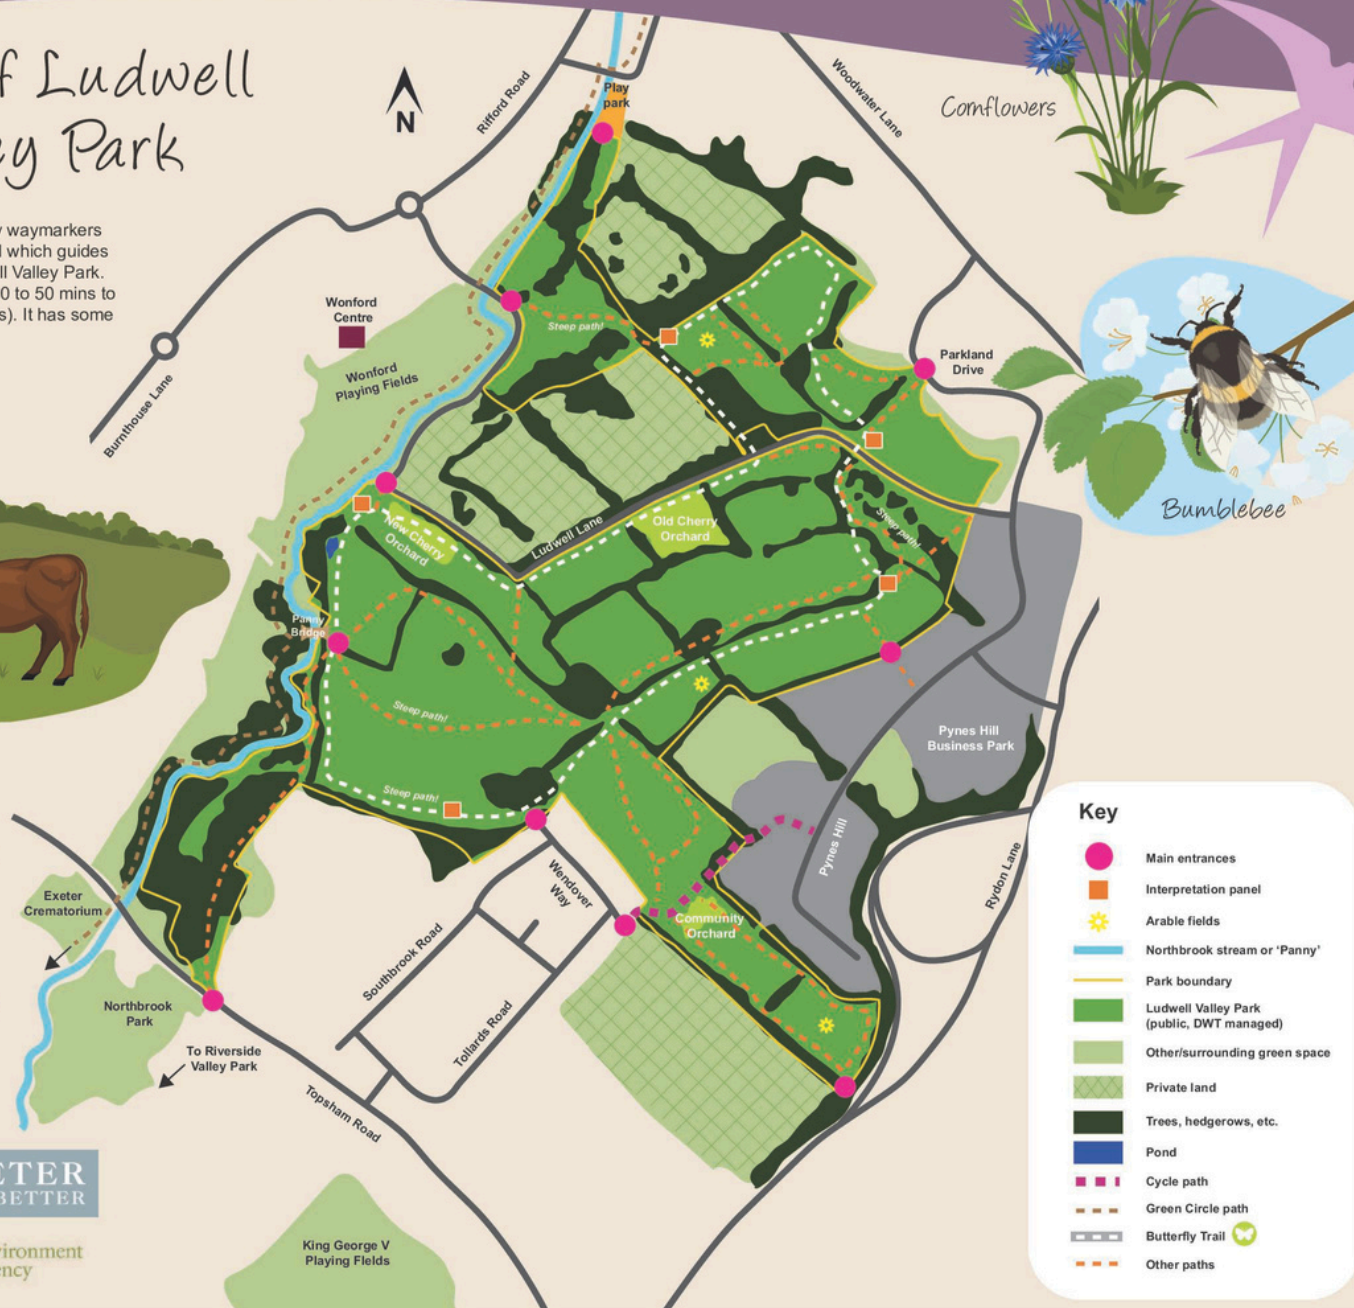 f Ludwell
ey Park
waymarkers
which guides
ll Valley Park.
0 to 50 mins to
s). It has some
N
Rifford Road
Play
park
Woodwater Lane
Cornflowers
Wonford
Centre
Wonford
Playing Fields
Burnthouse Lane
Steep path!
Parkland
Drive
Bumblebee
New Cherry
Orchard
Ludwell Lane
Old Cherry
Orchard
Steep path!
Panny
Bridge
Steep path!
Steep path!
Pynes Hill
Business Park
Pynes Hill
Rydon Lane
Wendover
Way
Exeter
Crematorium
Southbrook Road
Community
Orchard
Northbrook
Park
To Riverside
Valley Park
Tollards Road
Topsham Road
King George V
Playing Fields
ETER
BETTER
vironment
ency
Key
Main entrances
Interpretation panel
Arable fields
Northbrook stream or ‘Panny’
Park boundary
Ludwell Valley Park
(public, DWT managed)
Other/surrounding green space
Private land
Trees, hedgerows, etc.
Pond
Cycle path
Green Circle path
Butterfly Trail
Other paths